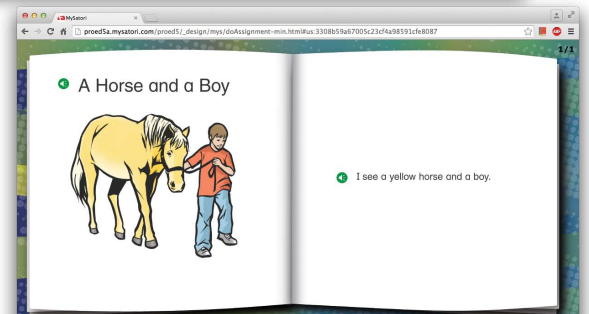 MySatori
proed5a.mysatori.com/proed5/_design/mys/doAssignment-min.html#us:3308b59a67005c23cf4a98591cfe8087
1/1
A Horse and a Boy
I see a yellow horse and a boy.